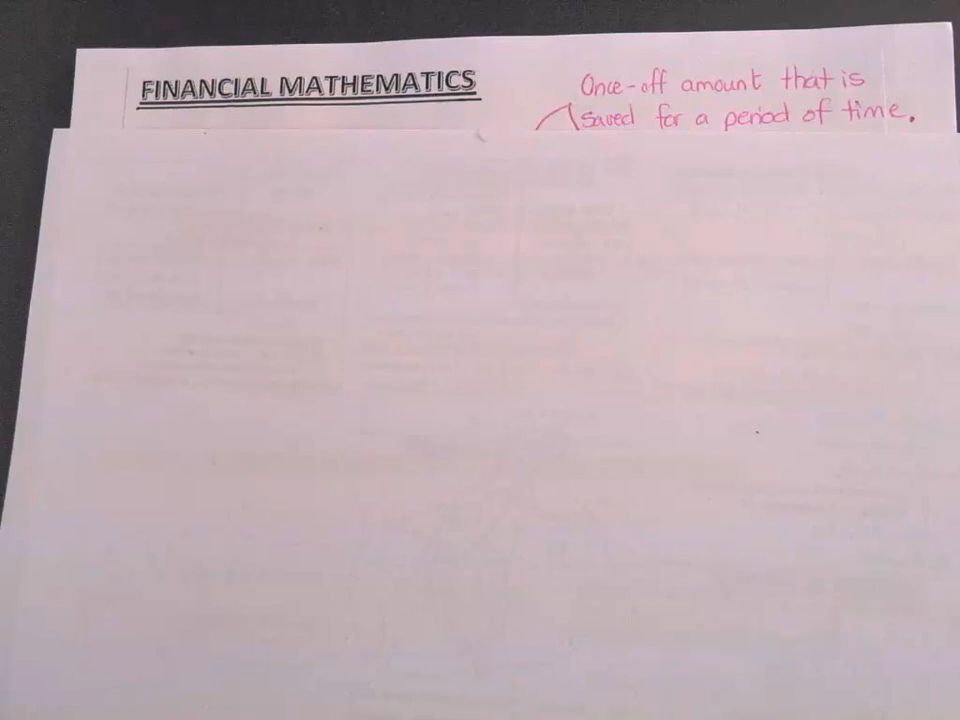 FINANCIAL MATHEMATICS
Once-off amount that is
saved for a period of time.